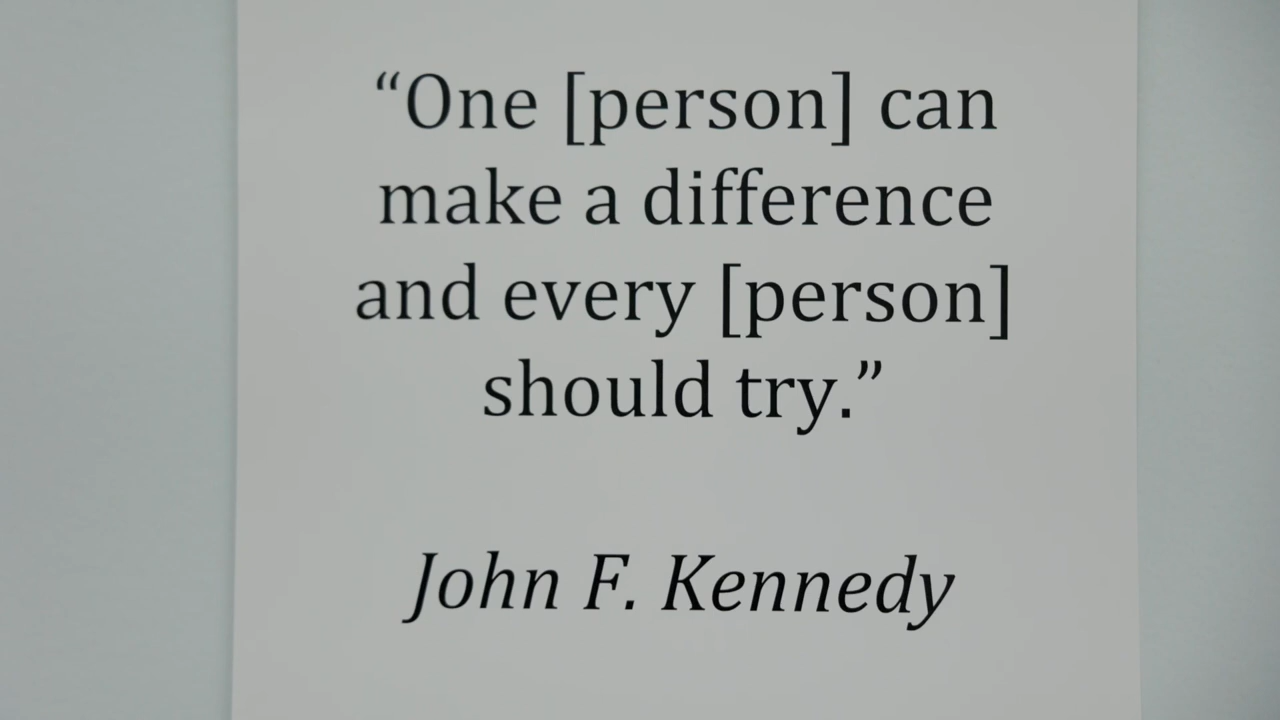 “One [person] can
make a difference
and every [person]
should try.”
John F. Kennedy